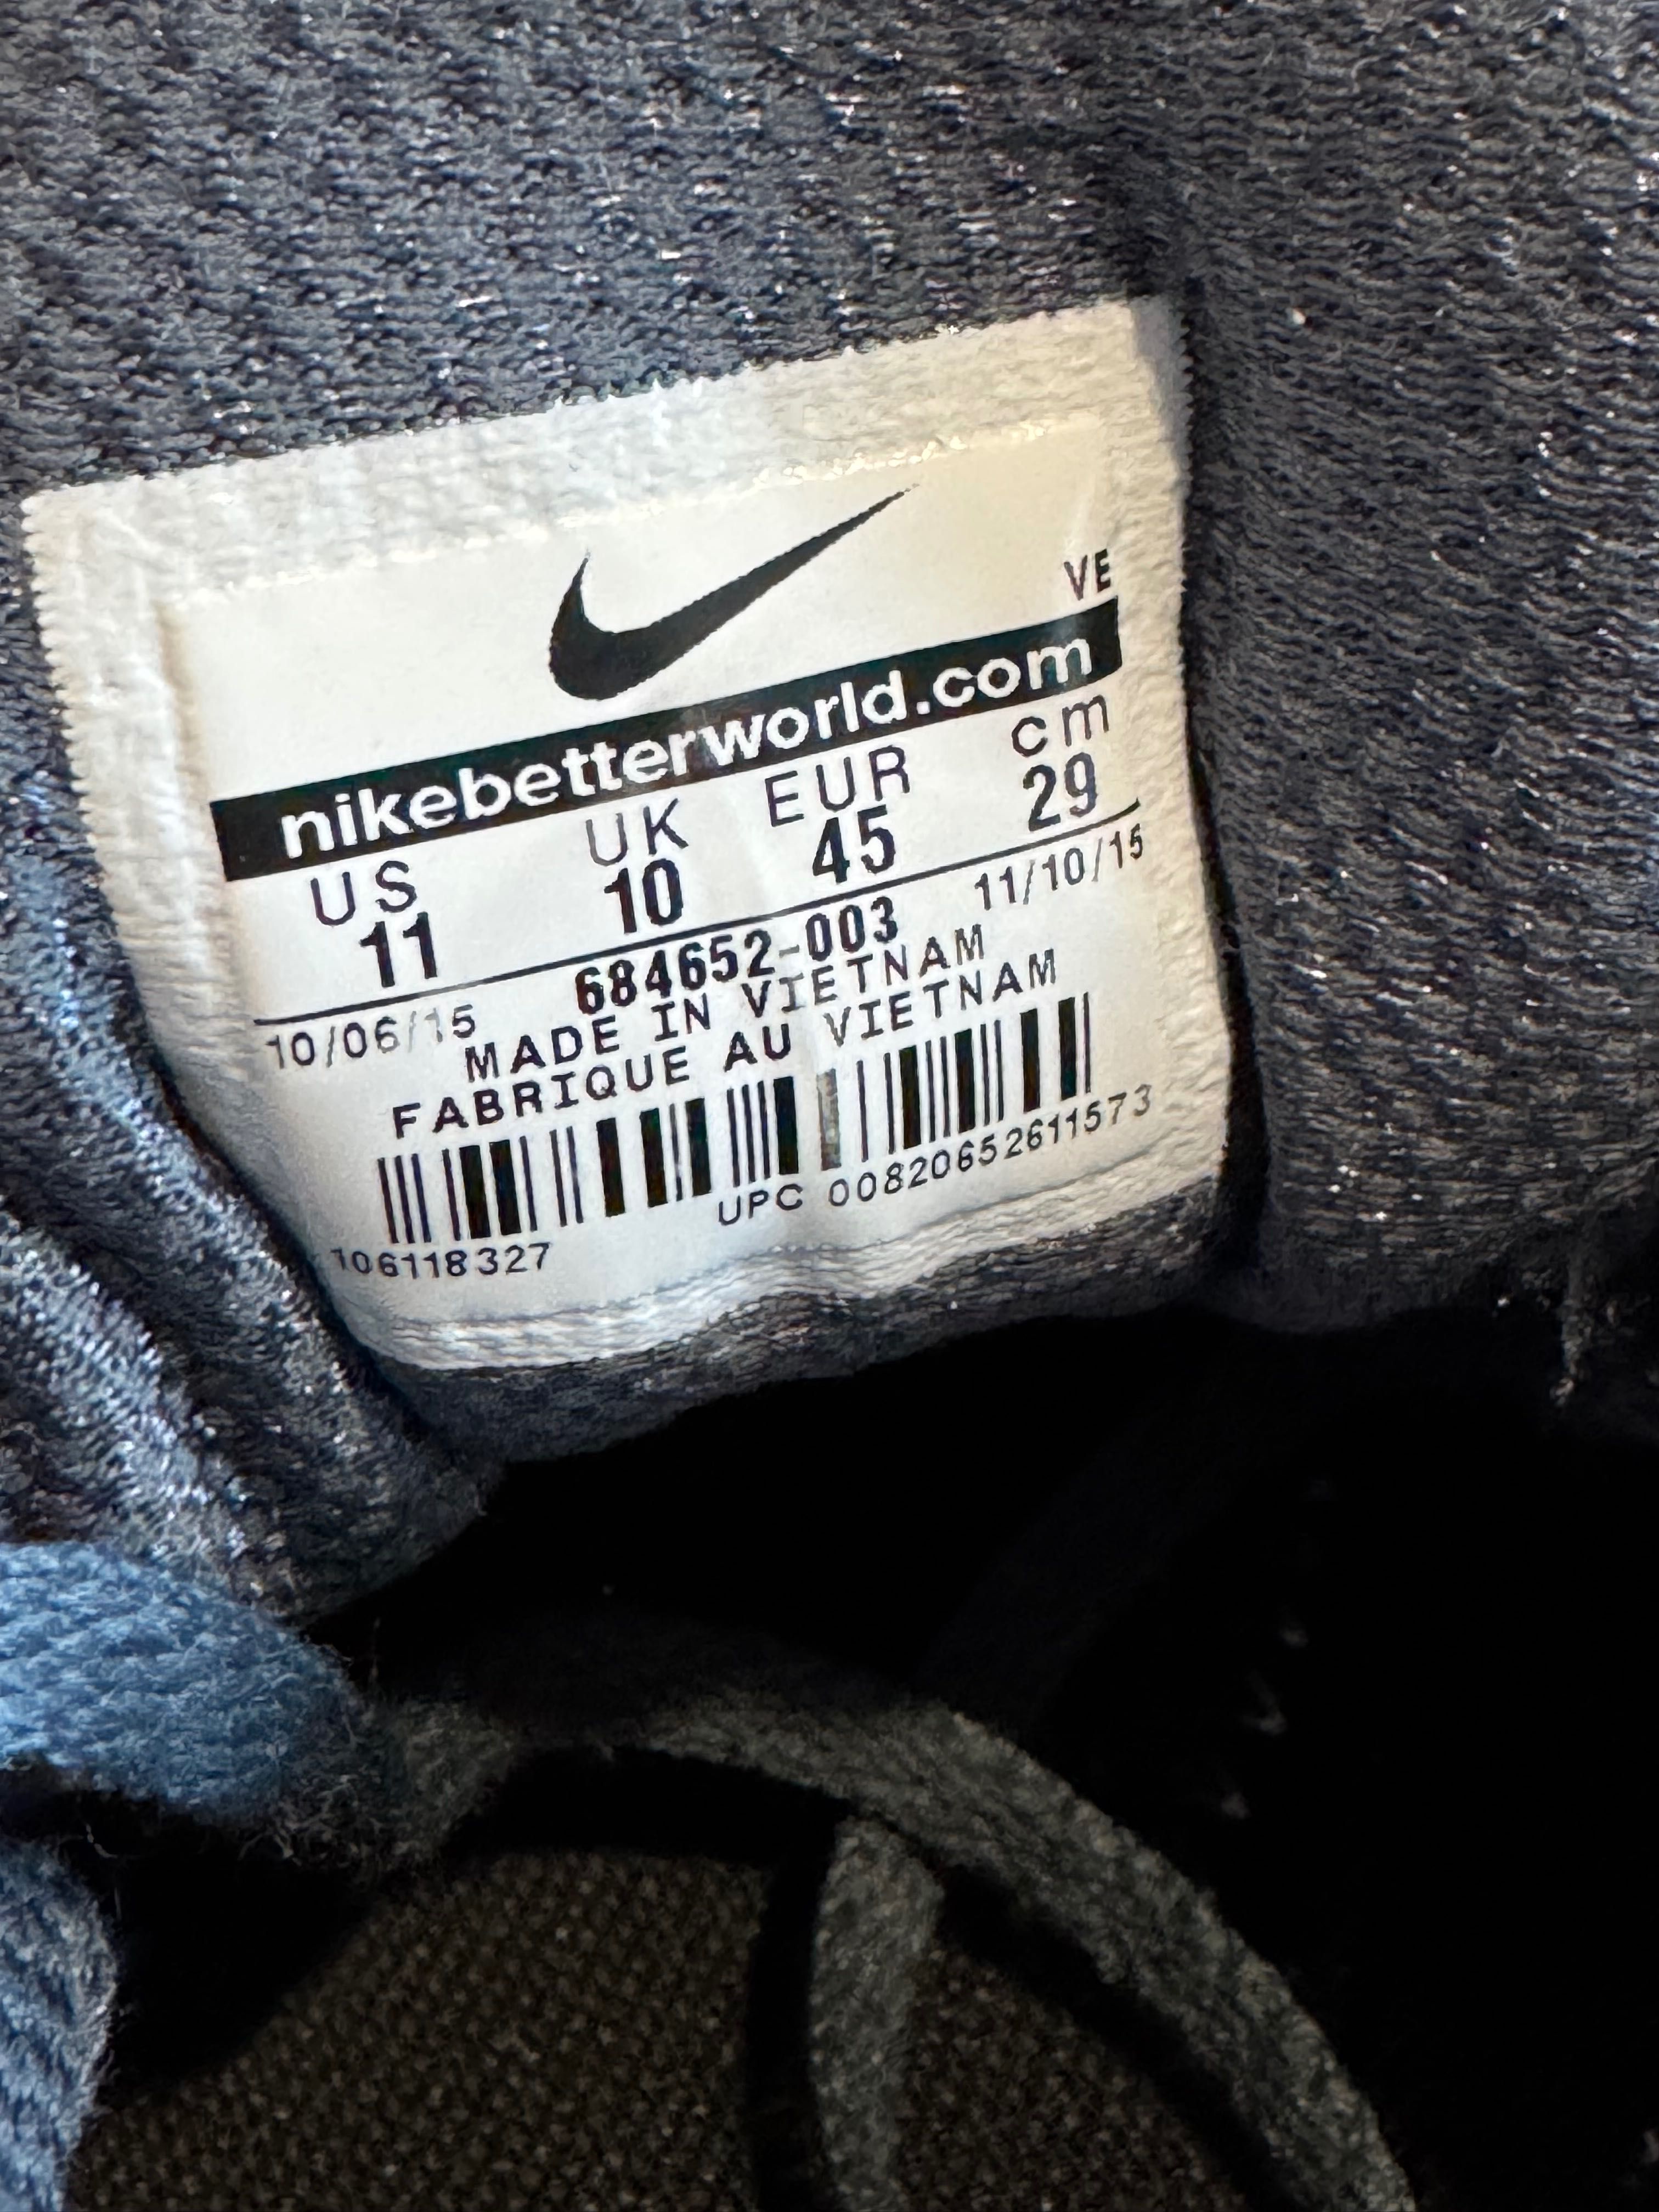 VE
nikebetterworld.com
US UK EUR cm
11 10 45 29
10/06/15 684652-003 11/10/15
MADE IN VIETNAM
FABRIQUE AU VIETNAM
UPC 00820652611573
106118327